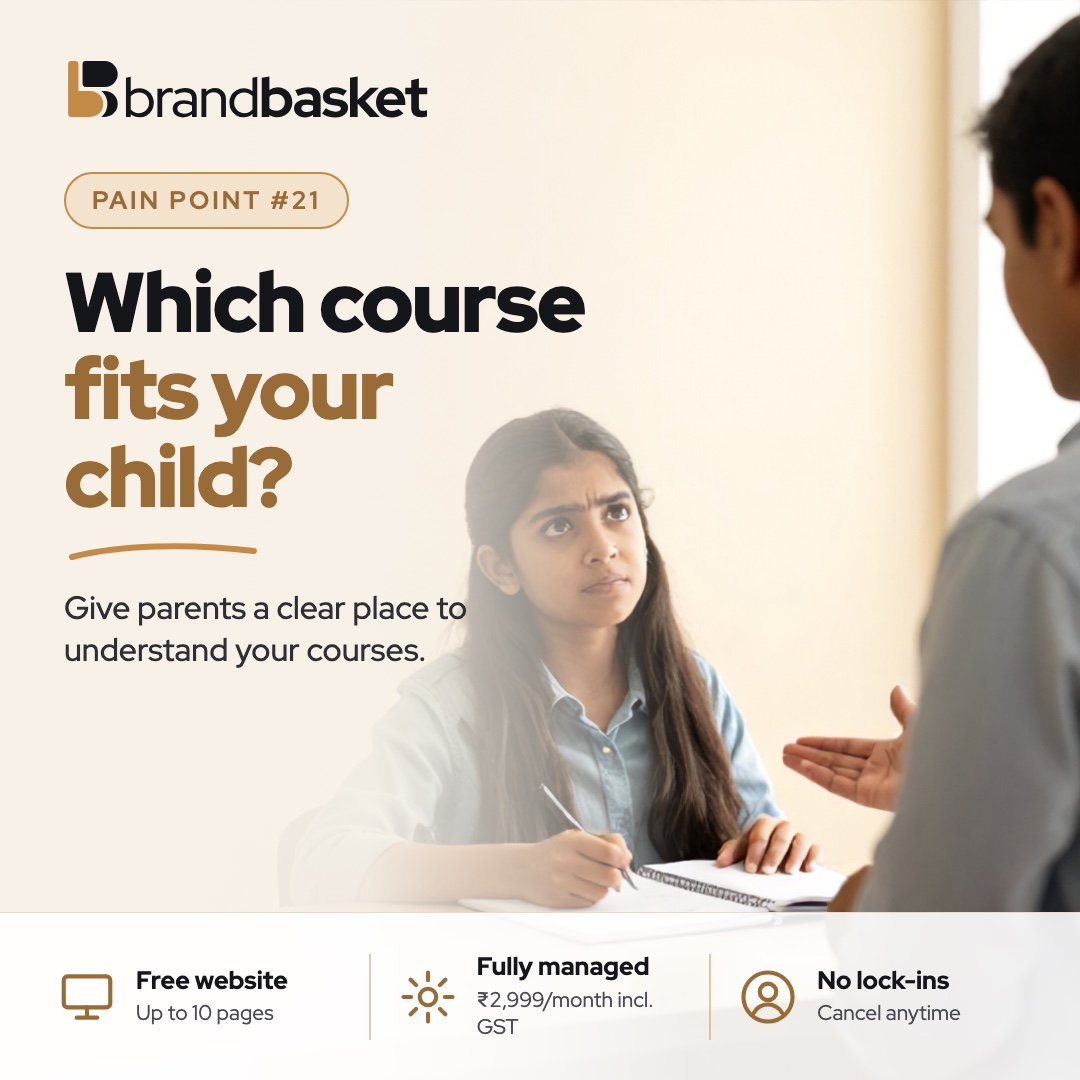 brandbasket
PAIN POINT #21
Which course
fits your
child?
Give parents a clear place to
understand your courses.
Free website
Up to 10 pages
Fully managed
₹2,999/month incl.
GST
No lock-ins
Cancel anytime